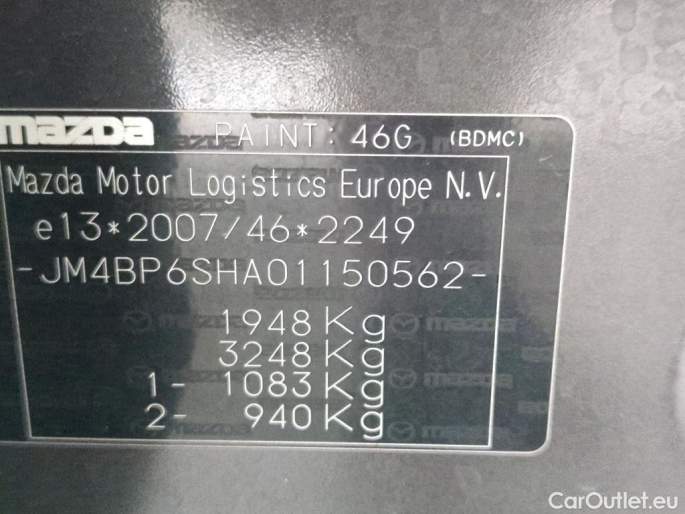 mazda PAINT: 46G (BDMC)
Mazda Motor Logistics Europe N.V.
e13*2007/46*2249
-JM4BP6SHA01150562-
1948 Kg
3248 Kg
1- 1083 Kg
2- 940 Kg
CarOutlet.eu